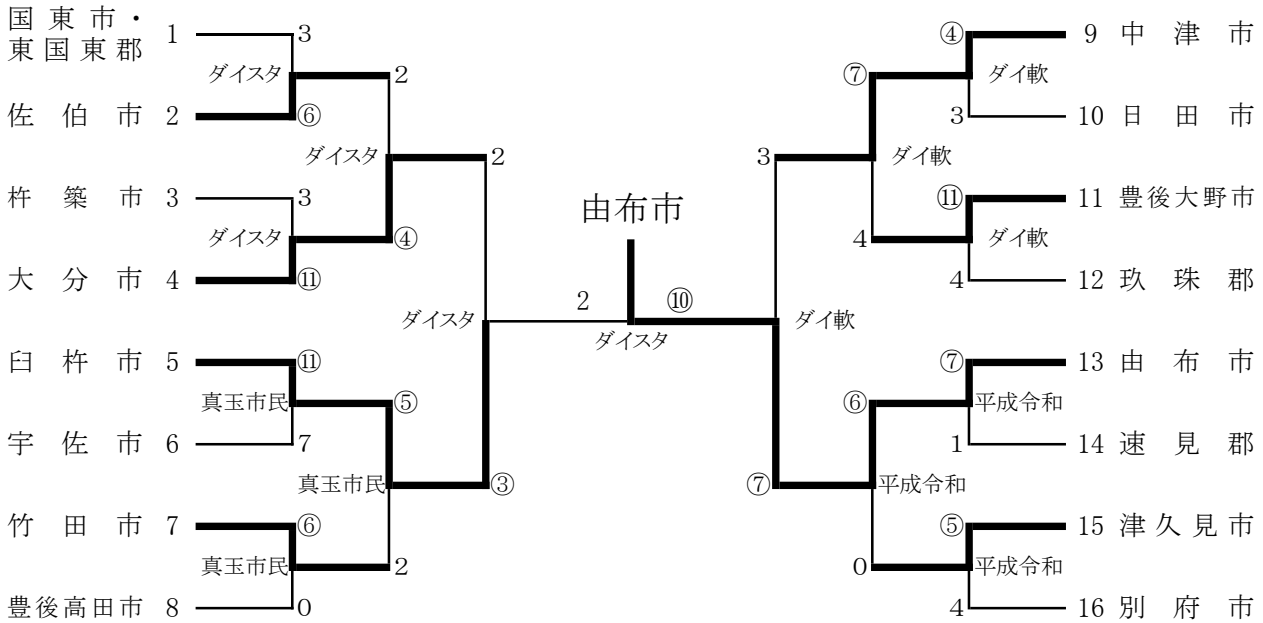 国東市・
東国東郡 1 3
ダイスタ 2
佐伯市 2 ⑥
ダイスタ 2
杵築市 3 3
ダイスタ ④
大分市 4 ⑪
ダイスタ
臼杵市 5 ⑪
真玉市民 ⑤
宇佐市 6 7
真玉市民 ③
竹田市 7 ⑥
真玉市民 2
豊後高田市 8 0
由布市
2 ⑩
ダイスタ
④ 9 中津市
⑦ ダイ軟
3 10 日田市
3 ダイ軟
⑪ 11 豊後大野市
4 ダイ軟
4 12 玖珠郡
ダイ軟
⑦ 13 由布市
⑥ 平成令和
1 14 速見郡
⑦ 平成令和
⑤ 15 津久見市
0 平成令和
4 16 別府市